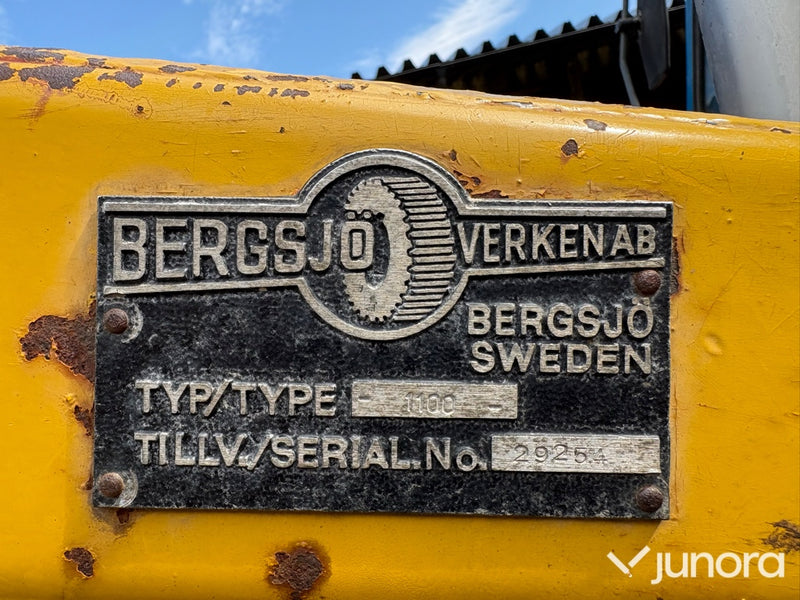 BERGSJÖ VERKEN AB
BERGSJÖ
SWEDEN
TYP/TYPE - 1100 -
TILLV./SERIAL.No. 29254
junora